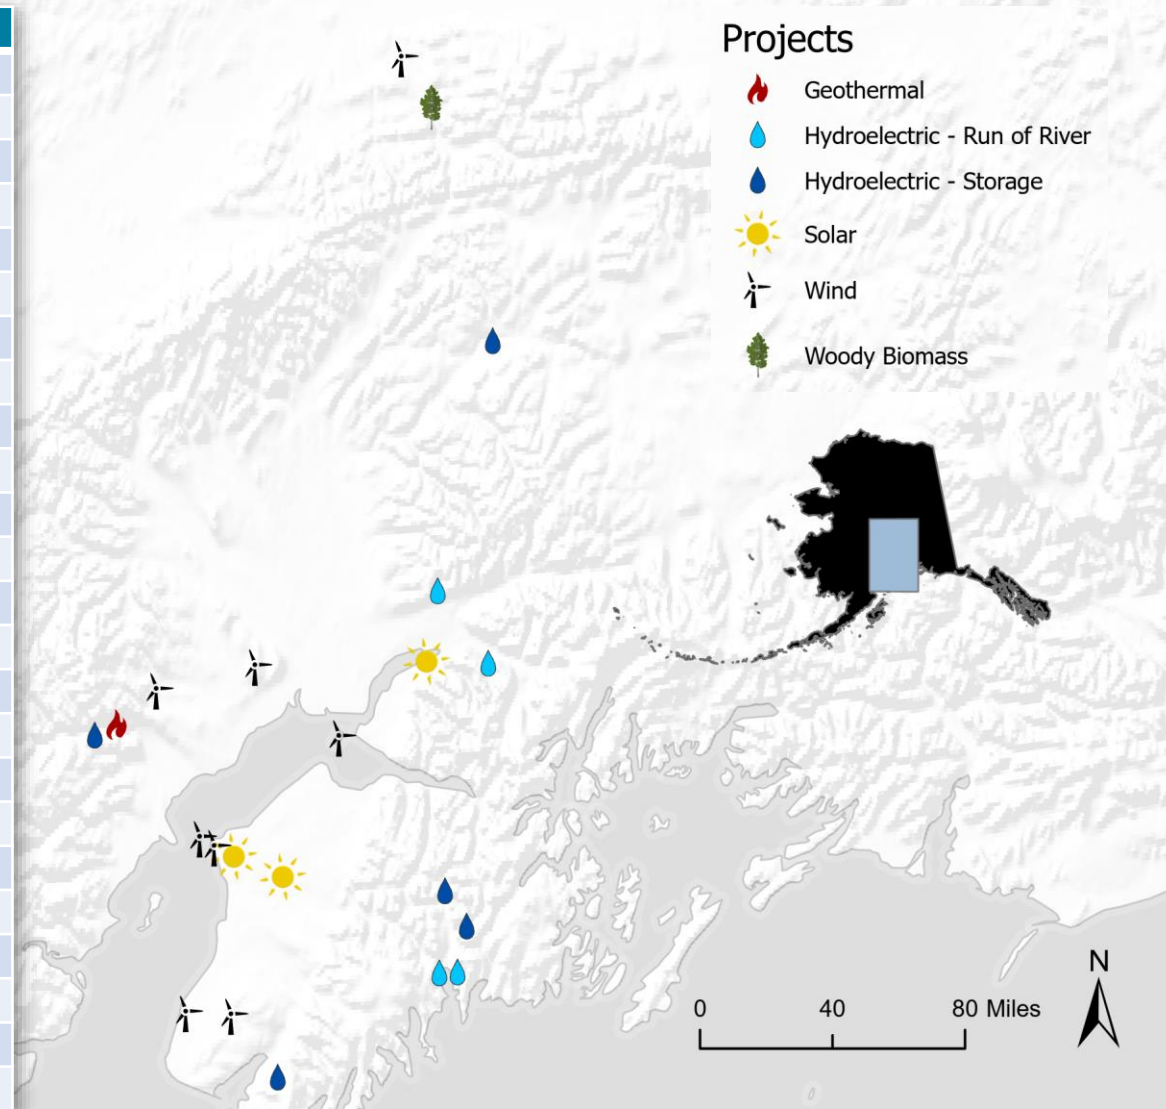 Projects
Geothermal
Hydroelectric - Run of River
Hydroelectric - Storage
Solar
Wind
Woody Biomass
N
0 40 80 Miles